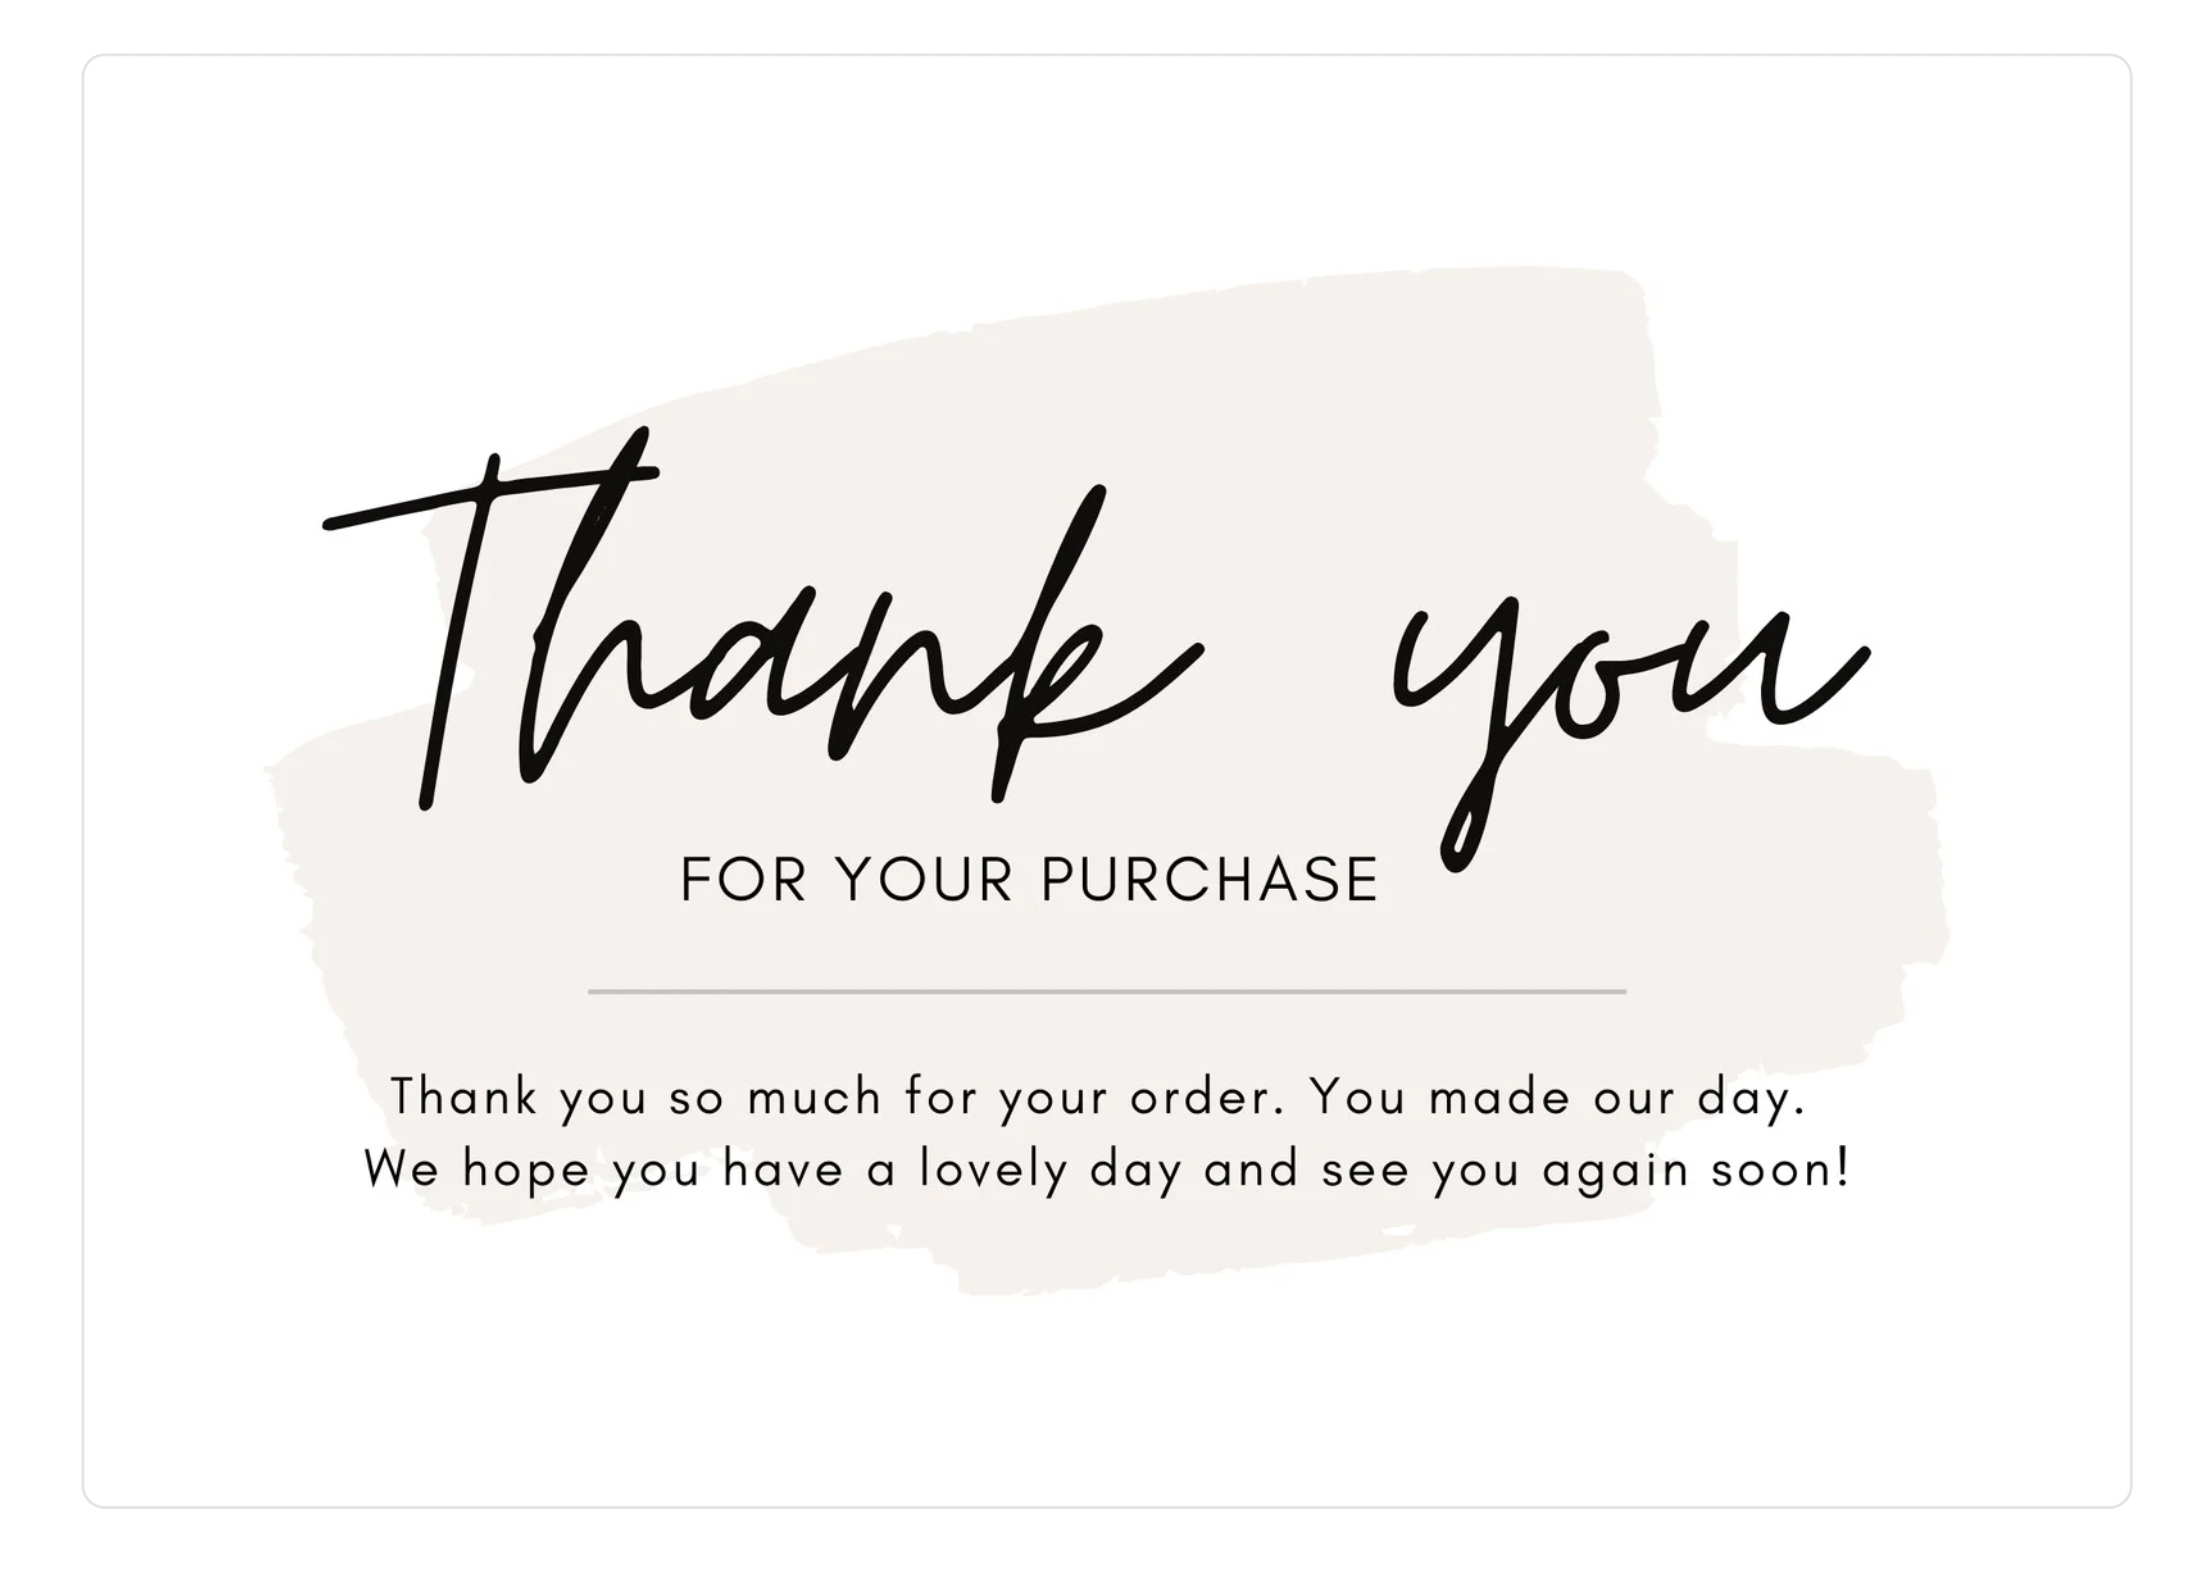 Thank you
FOR YOUR PURCHASE
Thank you so much for your order. You made our day.
We hope you have a lovely day and see you again soon!